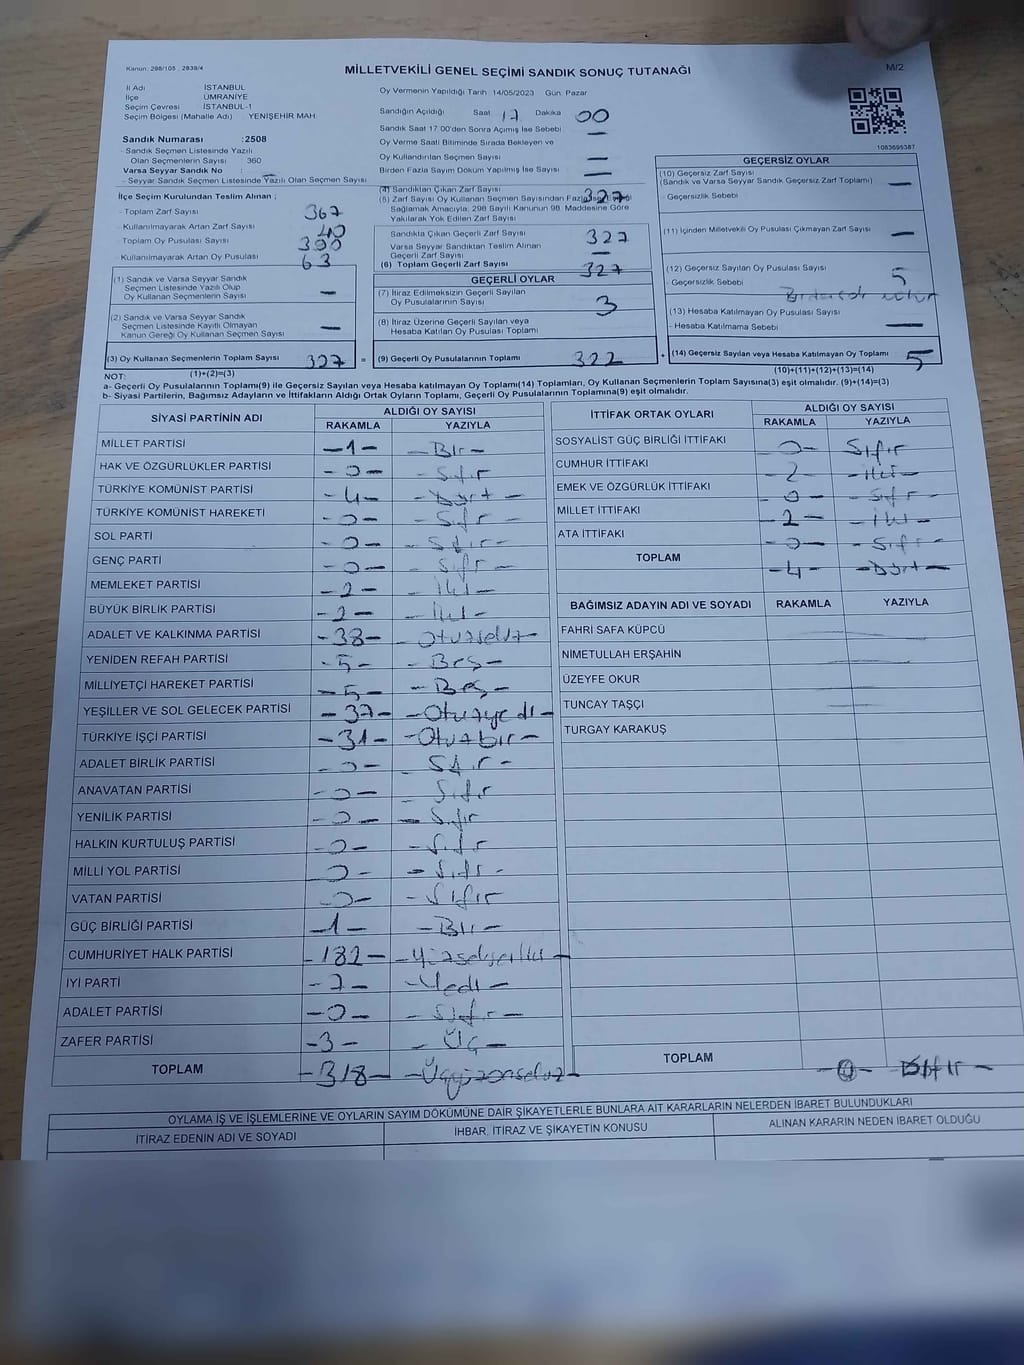 Kanun: 298/105 , 2839/4
MİLLETVEKİLİ GENEL SEÇİMİ SANDIK SONUÇ TUTANAĞI
M/2
İl Adı İSTANBUL
İlçe ÜMRANİYE
Seçim Çevresi İSTANBUL-1
Seçim Bölgesi (Mahalle Adı) YENİŞEHİR MAH.
Sandık Numarası :2508
- Sandık Seçmen Listesinde Yazılı
Olan Seçmenlerin Sayısı 360
Varsa Seyyar Sandık No :
- Seyyar Sandık Seçmen Listesinde Yazılı Olan Seçmen Sayısı —
İlçe Seçim Kurulundan Teslim Alınan ;
- Toplam Zarf Sayısı 367
- Kullanılmayarak Artan Zarf Sayısı 40
- Toplam Oy Pusulası Sayısı 390
- Kullanılmayarak Artan Oy Pusulası 63
(1) Sandık ve Varsa Seyyar Sandık
Seçmen Listesinde Yazılı Olup
Oy Kullanan Seçmenlerin Sayısı —
(2) Sandık ve Varsa Seyyar Sandık
Seçmen Listesinde Kayıtlı Olmayan
Kanun Gereği Oy Kullanan Seçmen Sayısı —
(3) Oy Kullanan Seçmenlerin Toplam Sayısı 327
(1)+(2)=(3)
Oy Vermenin Yapıldığı Tarih: 14/05/2023 Gün: Pazar
Sandığın Açıldığı Saat 17 Dakika 00
Sandık Saat 17:00'den Sonra Açımış İse Sebebi —
Oy Verme Saati Bitiminde Sırada Bekleyen ve
Oy Kullandırılan Seçmen Sayısı —
Birden Fazla Sayım Döküm Yapılmış İse Sayısı —
(4) Sandıktan Çıkan Zarf Sayısı 327
(5) Zarf Sayısı Oy Kullanan Seçmen Sayısından Fazla
Sağlamak Amacıyla, 298 Sayılı Kanunun 98. Maddesine Göre
Yakılarak Yok Edilen Zarf Sayısı
Sandıkta Çıkan Geçerli Zarf Sayısı 327
Varsa Seyyar Sandıktan Teslim Alınan
Geçerli Zarf Sayısı —
(6) Toplam Geçerli Zarf Sayısı 327
GEÇERLİ OYLAR
(7) İtiraz Edilmeksizin Geçerli Sayılan
Oy Pusulalarının Sayısı 3
(8) İtiraz Üzerine Geçerli Sayılan veya
Hesaba Katılan Oy Pusulası Toplamı
= (9) Geçerli Oy Pusulalarının Toplamı 322
1083695387
GEÇERSİZ OYLAR
(10) Geçersiz Zarf Sayısı
(Sandık ve Varsa Seyyar Sandık Geçersiz Zarf Toplamı) —
- Geçersizlik Sebebi
(11) İçinden Milletvekili Oy Pusulası Çıkmayan Zarf Sayısı —
(12) Geçersiz Sayılan Oy Pusulası Sayısı 5
- Geçersizlik Sebebi
(13) Hesaba Katılmayan Oy Pusulası Sayısı
- Hesaba Katılmama Sebebi —
+ (14) Geçersiz Sayılan veya Hesaba Katılmayan Oy Toplamı 5
(10)+(11)+(12)+(13)=(14)
NOT:
a- Geçerli Oy Pusulalarının Toplamı(9) ile Geçersiz Sayılan veya Hesaba katılmayan Oy Toplamı(14) Toplamları, Oy Kullanan Seçmenlerin Toplam Sayısına(3) eşit olmalıdır. (9)+(14)=(3)
b- Siyasi Partilerin, Bağımsız Adayların ve İttifakların Aldığı Ortak Oyların Toplamı, Geçerli Oy Pusulalarının Toplamına(9) eşit olmalıdır.
SİYASİ PARTİNİN ADI ALDIĞI OY SAYISI
RAKAMLA YAZIYLA
MİLLET PARTİSİ —1— —Bir—
HAK VE ÖZGÜRLÜKLER PARTİSİ —0— —Sıfır
TÜRKİYE KOMÜNİST PARTİSİ —4— —Dört—
TÜRKİYE KOMÜNİST HAREKETİ —0— —Sıfır—
SOL PARTİ —0— —Sıfır—
GENÇ PARTİ —0— —Sıfır—
MEMLEKET PARTİSİ —2— —İki—
BÜYÜK BİRLİK PARTİSİ —2— —İki—
ADALET VE KALKINMA PARTİSİ —38— —Otuzsekiz—
YENİDEN REFAH PARTİSİ —5— —Beş—
MİLLİYETÇİ HAREKET PARTİSİ —5— —Beş—
YEŞİLLER VE SOL GELECEK PARTİSİ —37— —Otuzyedi—
TÜRKİYE İŞÇİ PARTİSİ —31— —Otuzbir—
ADALET BİRLİK PARTİSİ —0— Sıfır—
ANAVATAN PARTİSİ —0— — Sıfır
YENİLİK PARTİSİ —0— — Sıfır
HALKIN KURTULUŞ PARTİSİ —0— —Sıfır
MİLLİ YOL PARTİSİ 0— —Sıfır—
VATAN PARTİSİ 0— —Sıfır
GÜÇ BİRLİĞİ PARTİSİ —1— —Bir—
CUMHURİYET HALK PARTİSİ —182— —Yüzsekseniki—
İYİ PARTİ —7— —Yedi—
ADALET PARTİSİ —0— —Sıfır—
ZAFER PARTİSİ —3— —Üç—
TOPLAM —318— —Üçyüzonsekiz—
İTTİFAK ORTAK OYLARI ALDIĞI OY SAYISI
RAKAMLA YAZIYLA
SOSYALİST GÜÇ BİRLİĞİ İTTİFAKI —0— Sıfır
CUMHUR İTTİFAKI —2— —İki—
EMEK VE ÖZGÜRLÜK İTTİFAKI —0— —Sıfır—
MİLLET İTTİFAKI —2— —İki—
ATA İTTİFAKI —0— —Sıfır—
TOPLAM —4— —Dört—
BAĞIMSIZ ADAYIN ADI VE SOYADI RAKAMLA YAZIYLA
FAHRİ SAFA KÜPCÜ
NİMETULLAH ERŞAHİN
ÜZEYFE OKUR
TUNCAY TAŞÇI
TURGAY KARAKUŞ
TOPLAM —0— Sıfır—
OYLAMA İŞ VE İŞLEMLERİNE VE OYLARIN SAYIM DÖKÜMÜNE DAİR ŞİKAYETLERLE BUNLARA AİT KARARLARIN NELERDEN İBARET BULUNDUKLARI
İTİRAZ EDENİN ADI VE SOYADI İHBAR, İTİRAZ VE ŞİKAYETİN KONUSU ALINAN KARARIN NEDEN İBARET OLDUĞU